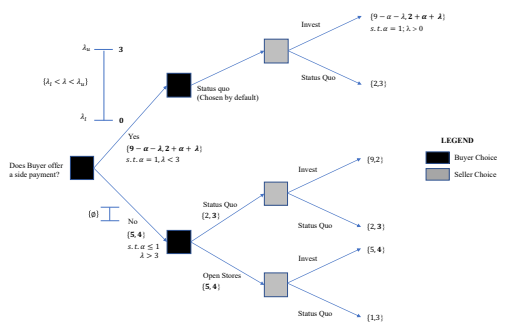 λu 3
{λl < λ < λu}
λl 0
Invest
{9 − α − λ, 2 + α + λ}
s.t. α = 1; λ > 0
Status Quo
{2,3}
Status quo
(Chosen by default)
Yes
{9 − α − λ, 2 + α + λ}
s.t. α = 1, λ < 3
Does Buyer offer
a side payment?
{ø}
No
{5, 4}
s.t. α ≤ 1
λ > 3
Status Quo
{2, 3}
Invest
{9,2}
Status Quo
{2, 3}
Open Stores
{5, 4}
Invest
{5, 4}
Status Quo
{1,3}
LEGEND
Buyer Choice
Seller Choice